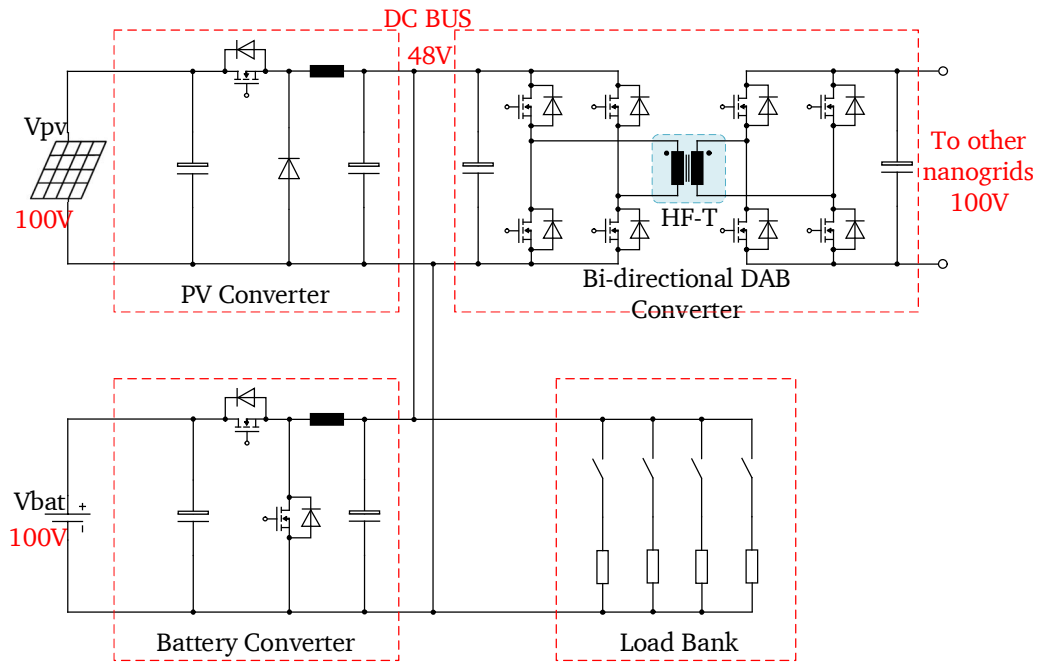 DC BUS
48V
Vpv
100V
HF-T
To other
nanogrids
100V
PV Converter
Bi-directional DAB
Converter
Vbat
+
-
100V
Battery Converter
Load Bank